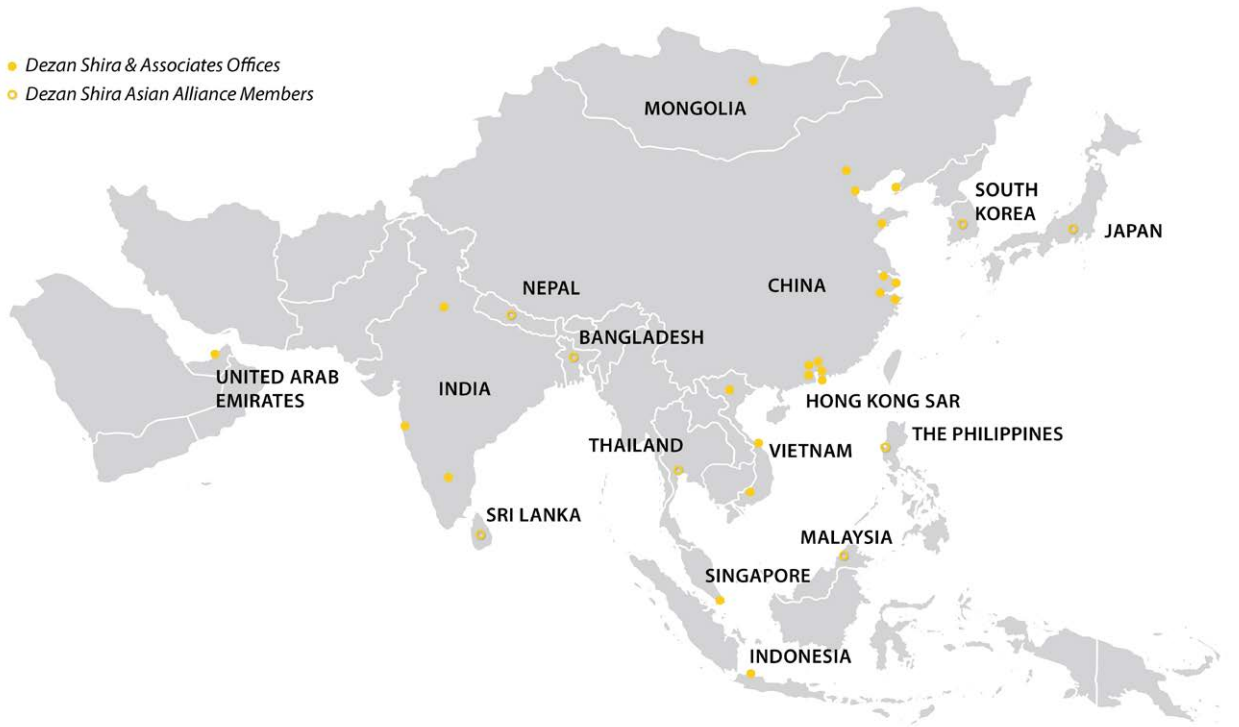 Dezan Shira & Associates Offices
Dezan Shira Asian Alliance Members
MONGOLIA
SOUTH
KOREA
JAPAN
CHINA
NEPAL
BANGLADESH
UNITED ARAB
EMIRATES
INDIA
HONG KONG SAR
THE PHILIPPINES
THAILAND
VIETNAM
SRI LANKA
MALAYSIA
SINGAPORE
INDONESIA